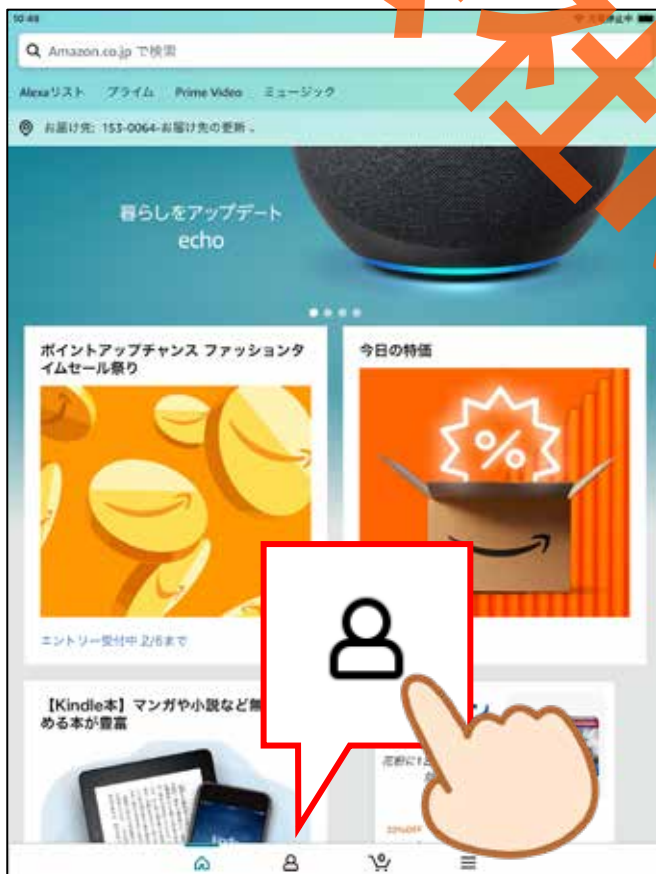 10:48
Amazon.co.jp で検索
Alexaリスト プライム Prime Video ミュージック
お届け先: 153-0064-お届け先の更新
暮らしをアップデート
echo
ポイントアップチャンス ファッションタ
イムセール祭り
今日の特価
%
エントリー受付中 2/6まで
【Kindle本】マンガや小説など無
める本が豊富
花粉に1